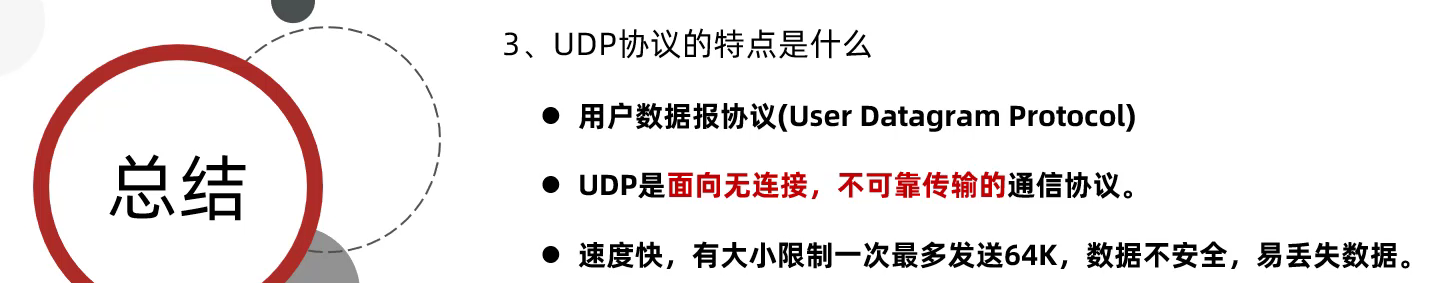 总结
3、UDP协议的特点是什么
● 用户数据报协议(User Datagram Protocol)
● UDP是面向无连接，不可靠传输的通信协议。
● 速度快，有大小限制一次最多发送64K，数据不安全，易丢失数据。